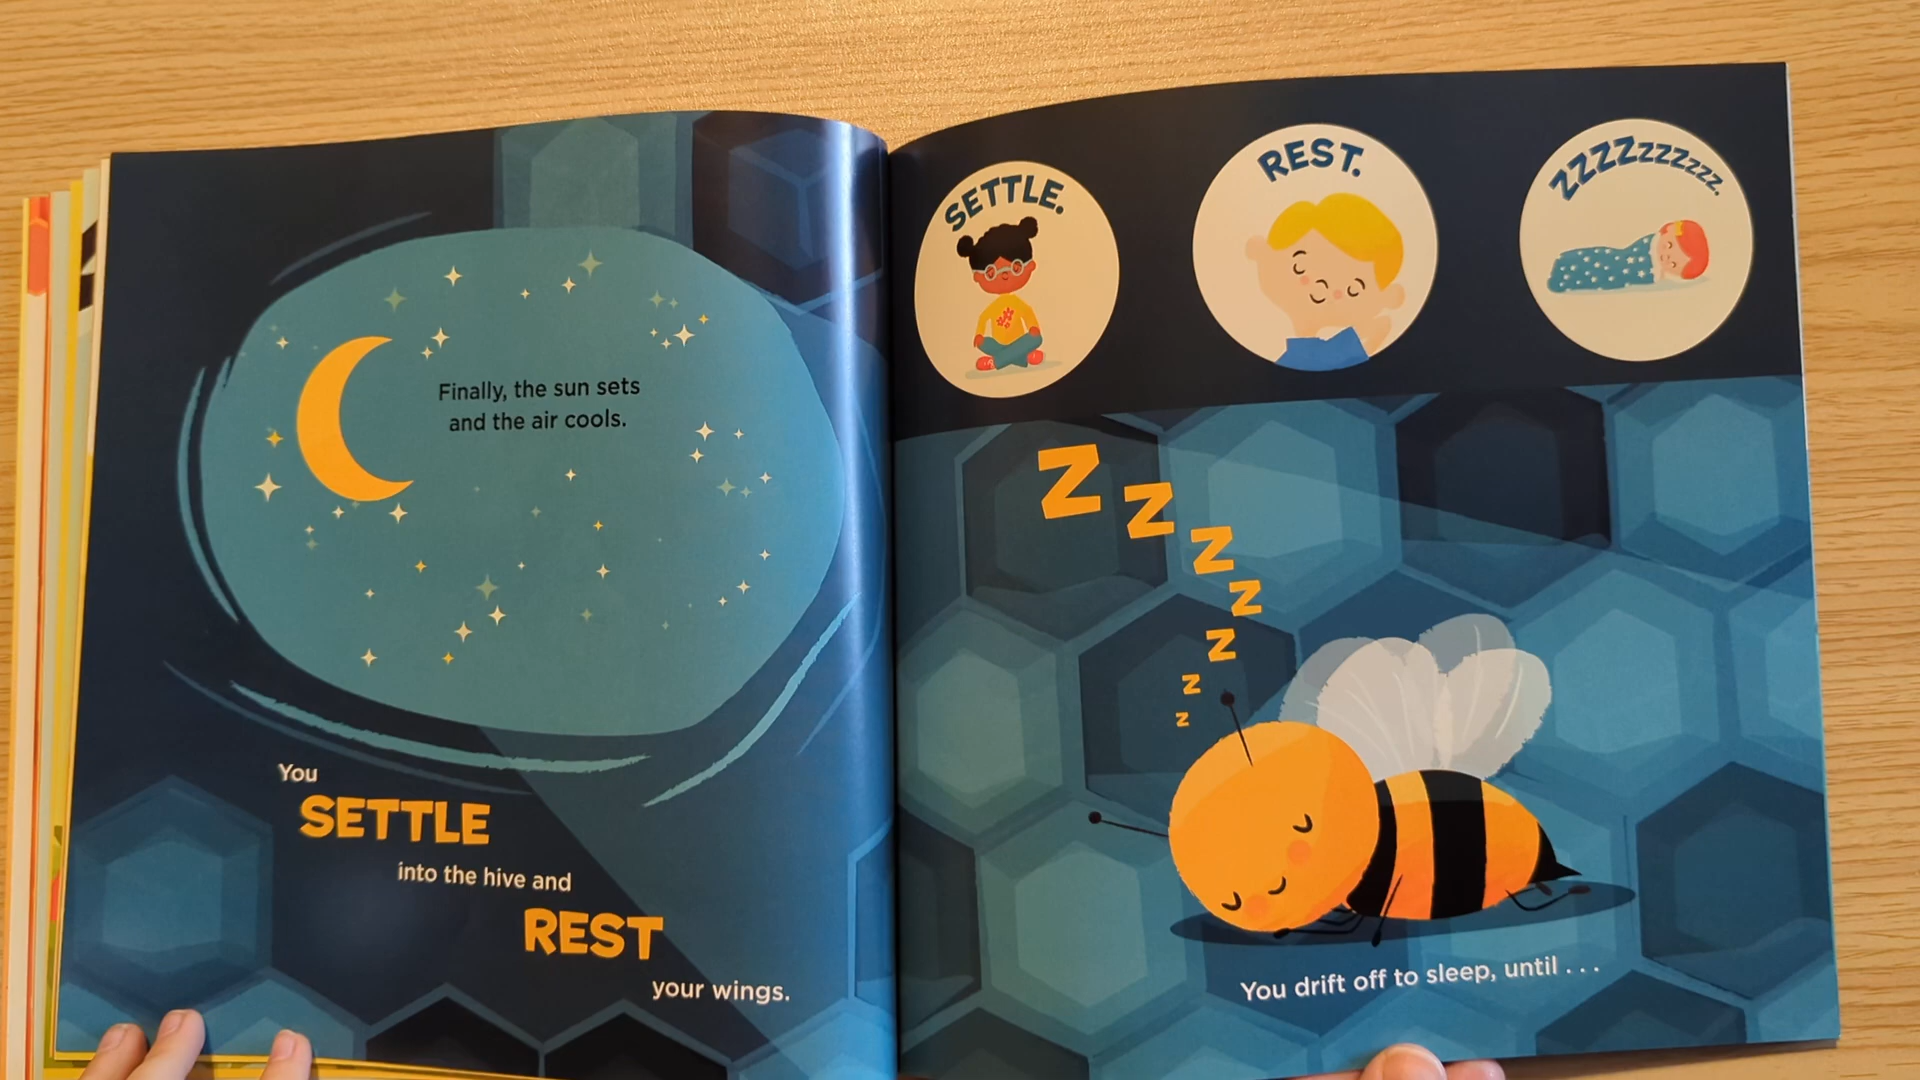 Finally, the sun sets
and the air cools.
You
SETTLE
into the hive and
REST
your wings.
SETTLE.
REST.
ZZZZzzzzzz.
Z
Z
Z
Z
Z
Z
Z
You drift off to sleep, until . . .